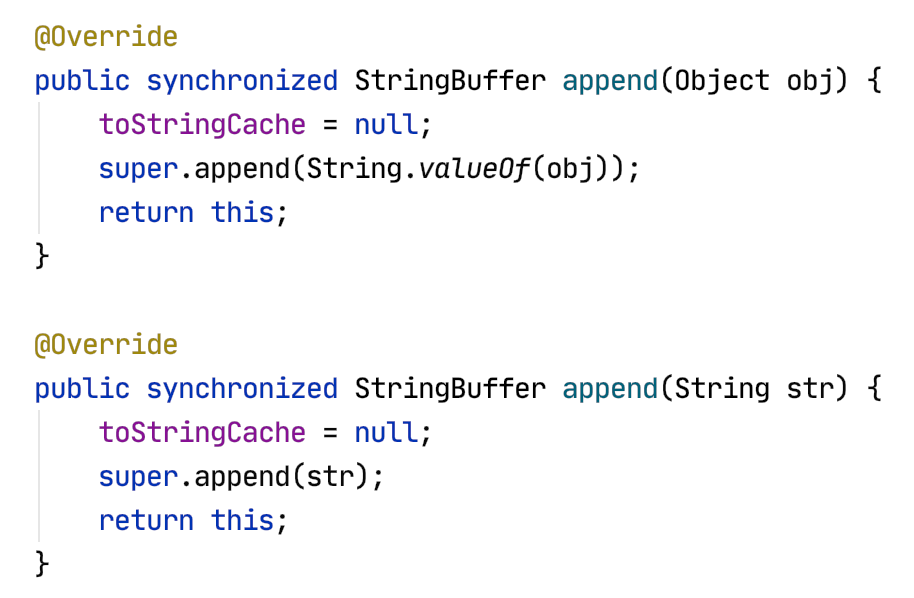 @Override
public synchronized StringBuffer append(Object obj) {
    toStringCache = null;
    super.append(String.valueOf(obj));
    return this;
}

@Override
public synchronized StringBuffer append(String str) {
    toStringCache = null;
    super.append(str);
    return this;
}